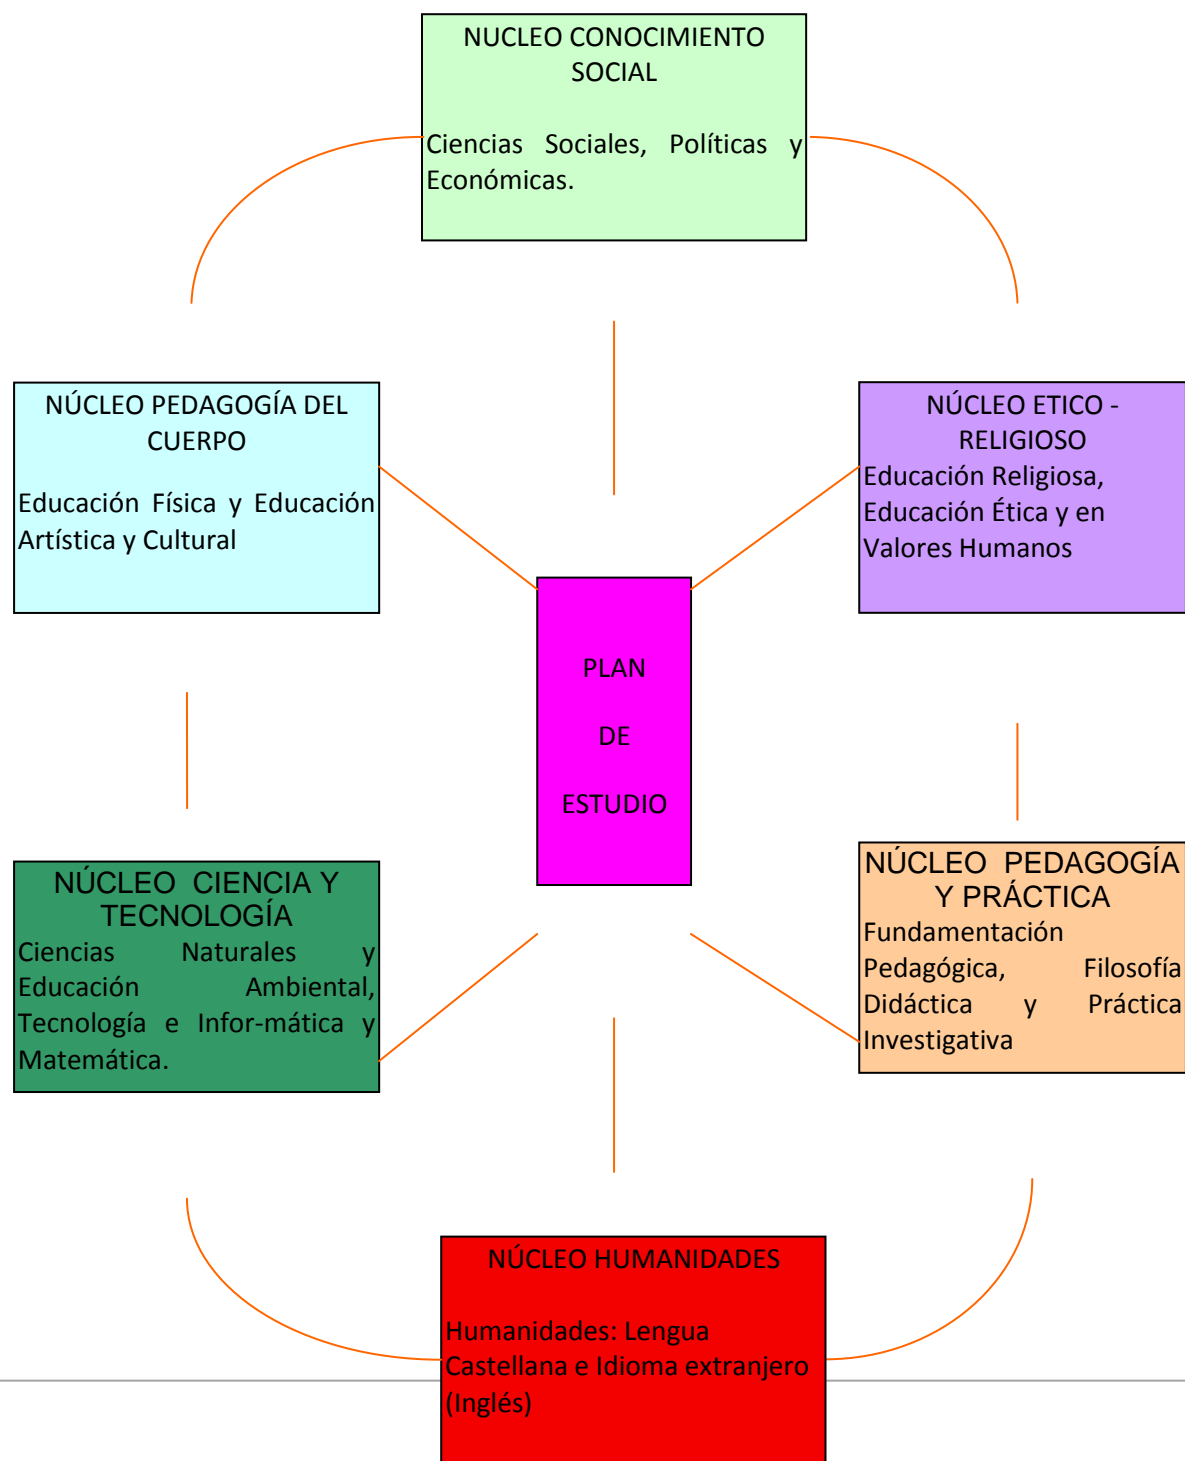 NUCLEO CONOCIMIENTO
SOCIAL
Ciencias Sociales, Políticas y
Económicas.
NÚCLEO PEDAGOGÍA DEL
CUERPO
Educación Física y Educación
Artística y Cultural
NÚCLEO ETICO -
RELIGIOSO
Educación Religiosa,
Educación Ética y en
Valores Humanos
PLAN
DE
ESTUDIO
NÚCLEO CIENCIA Y
TECNOLOGÍA
Ciencias Naturales y
Educación Ambiental,
Tecnología e Infor-mática y
Matemática.
NÚCLEO PEDAGOGÍA
Y PRÁCTICA
Fundamentación
Pedagógica, Filosofía
Didáctica y Práctica
Investigativa
NÚCLEO HUMANIDADES
Humanidades: Lengua
Castellana e Idioma extranjero
(Inglés)